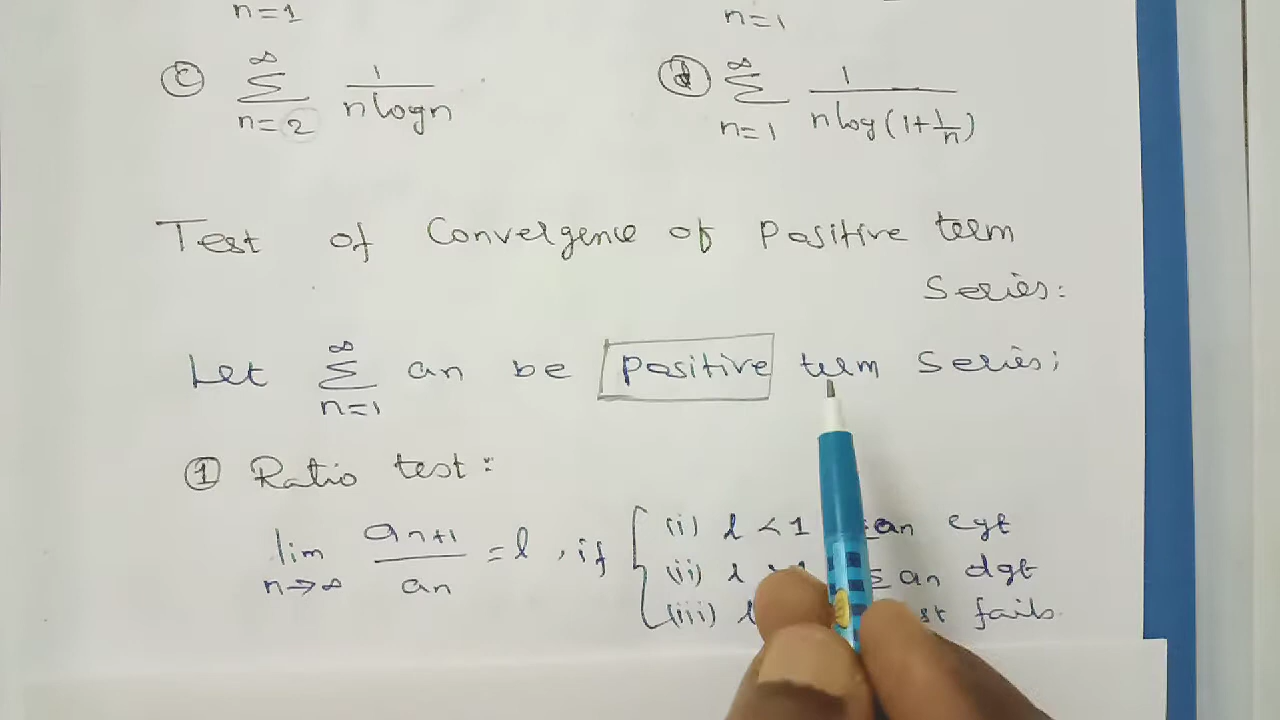 n=1 n=1
ⓒ ∞ Σ n=2 1/(n log n) ⓓ ∞ Σ n=1 1/(n log(1+1/n))
Test of Convergence of Positive term
Series:
Let ∞ Σ n=1 an be Positive term Series;
① Ratio test:
lim n→∞ an+1/an = l, if { (i) l < 1 an cgt
(ii) l Σ an dgt
(iii) l fails